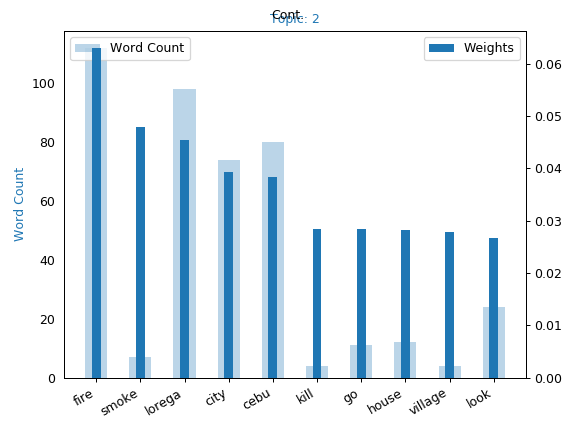 Cont.
Topic: 2
Word Count
Weights
Word Count
100
80
60
40
20
0
0.06
0.05
0.04
0.03
0.02
0.01
0.00
fire
smoke
lorega
city
cebu
kill
go
house
village
look